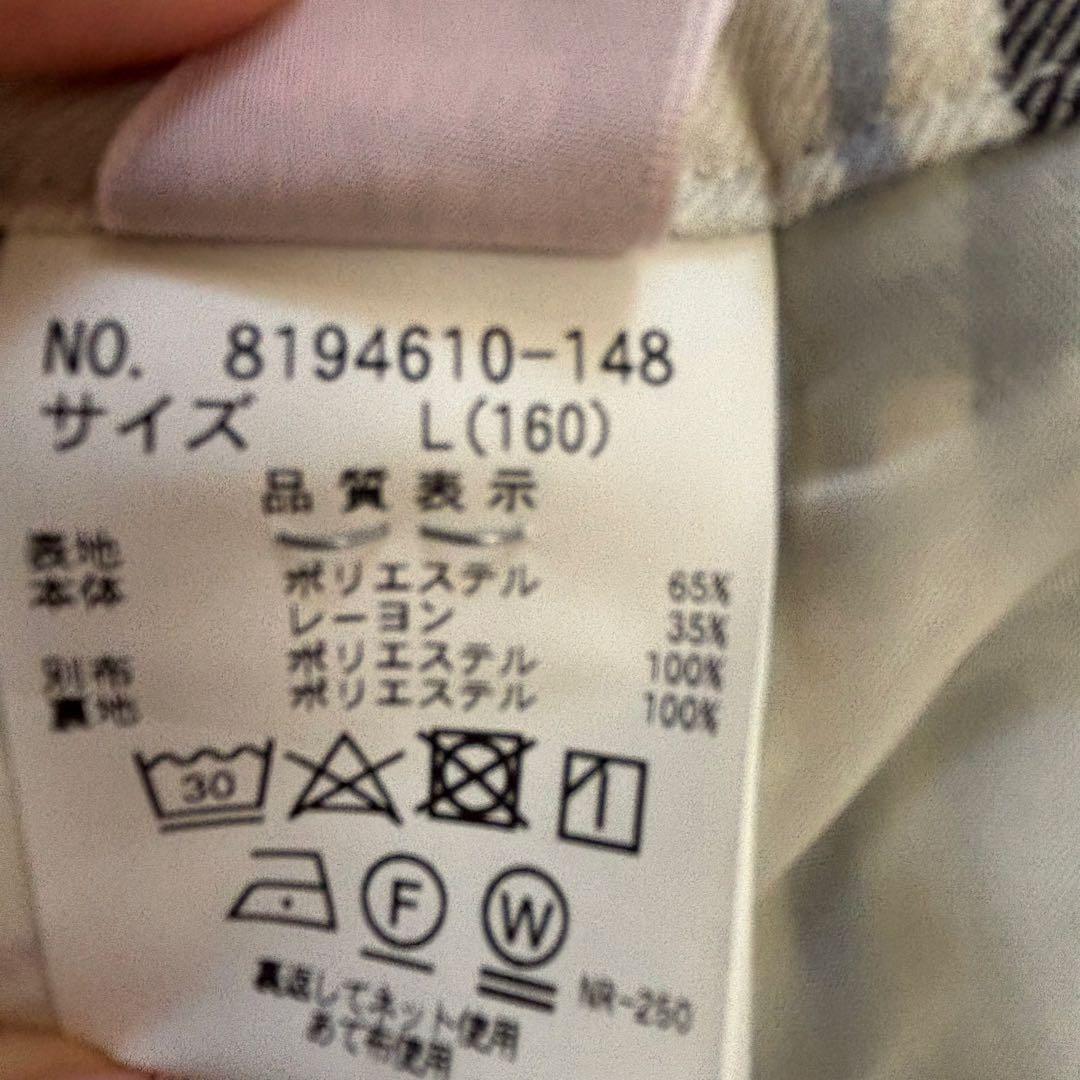 NO. 8194610-148
サイズ L(160)
品質表示
表地
本体 ポリエステル 65%
レーヨン 35%
別布 ポリエステル 100%
裏地 ポリエステル 100%
30
F W
裏返してネット使用 NR-250
あて布使用